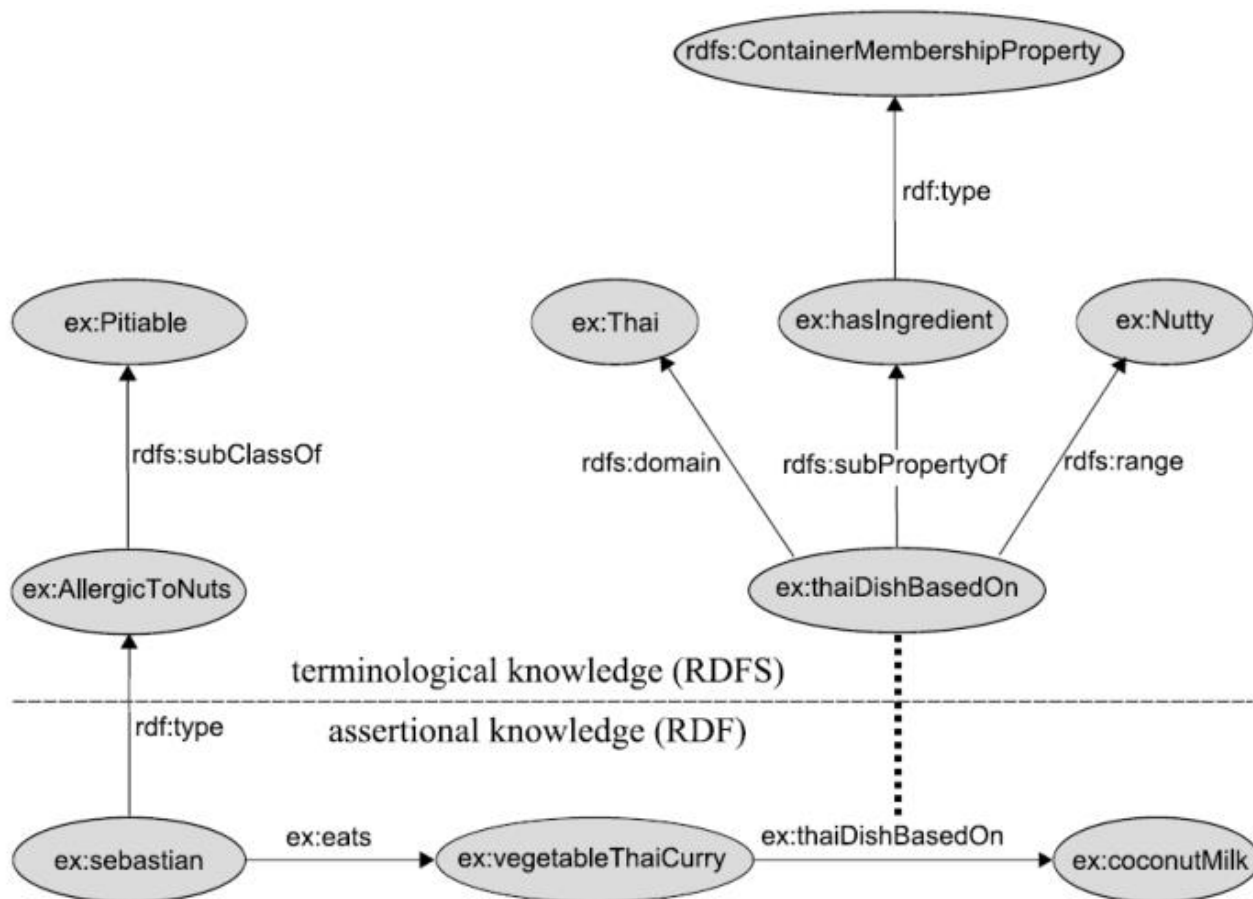 rdfs:ContainerMembershipProperty
rdf:type
ex:Pitiable
ex:Thai
ex:hasIngredient
ex:Nutty
rdfs:subClassOf
rdfs:domain
rdfs:subPropertyOf
rdfs:range
ex:AllergicToNuts
ex:thaiDishBasedOn
terminological knowledge (RDFS)
rdf:type
assertional knowledge (RDF)
ex:sebastian
ex:eats
ex:vegetableThaiCurry
ex:thaiDishBasedOn
ex:coconutMilk